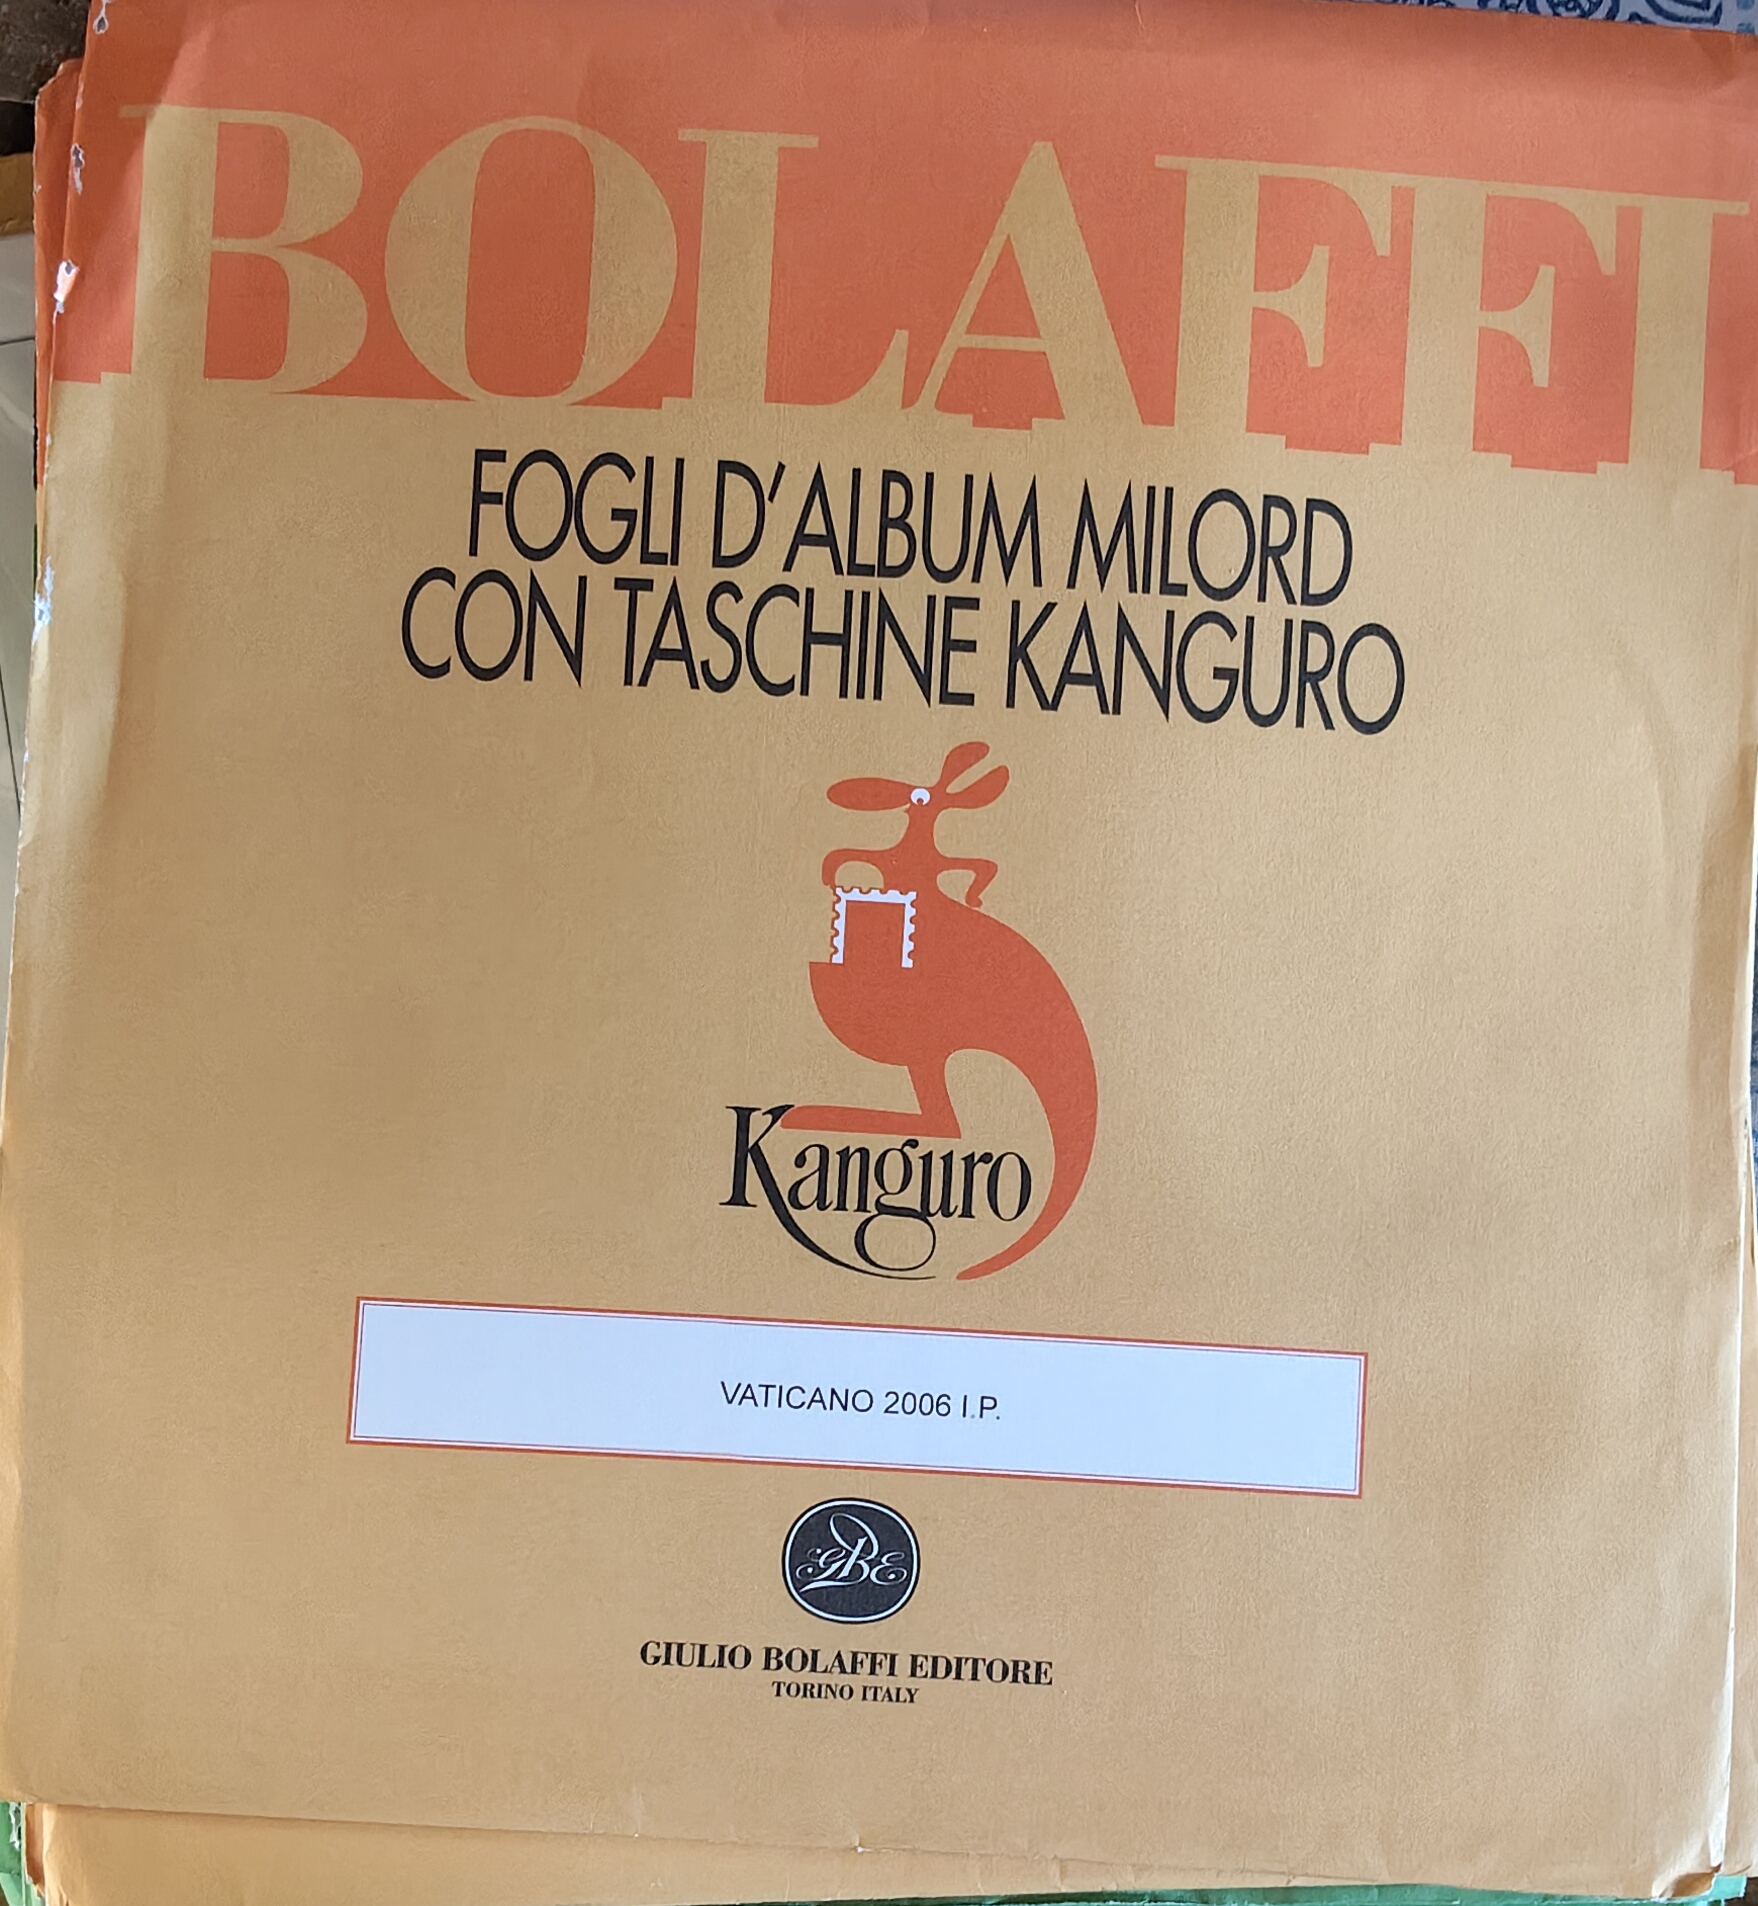 BOLAFFI
FOGLI D'ALBUM MILORD
CON TASCHINE KANGURO
Kanguro
VATICANO 2006 I.P.
GBE
GIULIO BOLAFFI EDITORE
TORINO ITALY